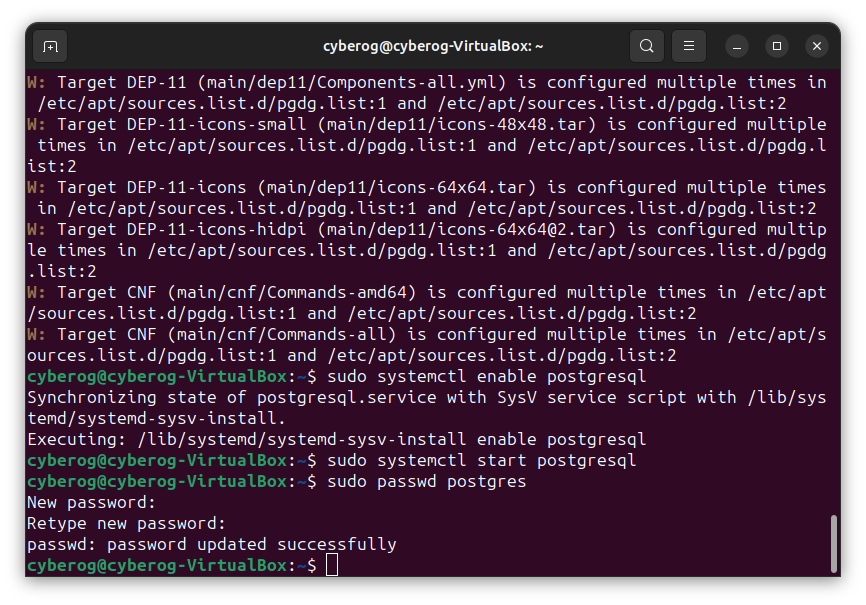 cyberog@cyberog-VirtualBox: ~
W: Target DEP-11 (main/dep11/Components-all.yml) is configured multiple times in
 /etc/apt/sources.list.d/pgdg.list:1 and /etc/apt/sources.list.d/pgdg.list:2
W: Target DEP-11-icons-small (main/dep11/icons-48x48.tar) is configured multiple
 times in /etc/apt/sources.list.d/pgdg.list:1 and /etc/apt/sources.list.d/pgdg.l
ist:2
W: Target DEP-11-icons (main/dep11/icons-64x64.tar) is configured multiple times
 in /etc/apt/sources.list.d/pgdg.list:1 and /etc/apt/sources.list.d/pgdg.list:2
W: Target DEP-11-icons-hidpi (main/dep11/icons-64x64@2.tar) is configured multip
le times in /etc/apt/sources.list.d/pgdg.list:1 and /etc/apt/sources.list.d/pgdg
.list:2
W: Target CNF (main/cnf/Commands-amd64) is configured multiple times in /etc/apt
/sources.list.d/pgdg.list:1 and /etc/apt/sources.list.d/pgdg.list:2
W: Target CNF (main/cnf/Commands-all) is configured multiple times in /etc/apt/s
ources.list.d/pgdg.list:1 and /etc/apt/sources.list.d/pgdg.list:2
cyberog@cyberog-VirtualBox:~$ sudo systemctl enable postgresql
Synchronizing state of postgresql.service with SysV service script with /lib/sys
temd/systemd-sysv-install.
Executing: /lib/systemd/systemd-sysv-install enable postgresql
cyberog@cyberog-VirtualBox:~$ sudo systemctl start postgresql
cyberog@cyberog-VirtualBox:~$ sudo passwd postgres
New password:
Retype new password:
passwd: password updated successfully
cyberog@cyberog-VirtualBox:~$